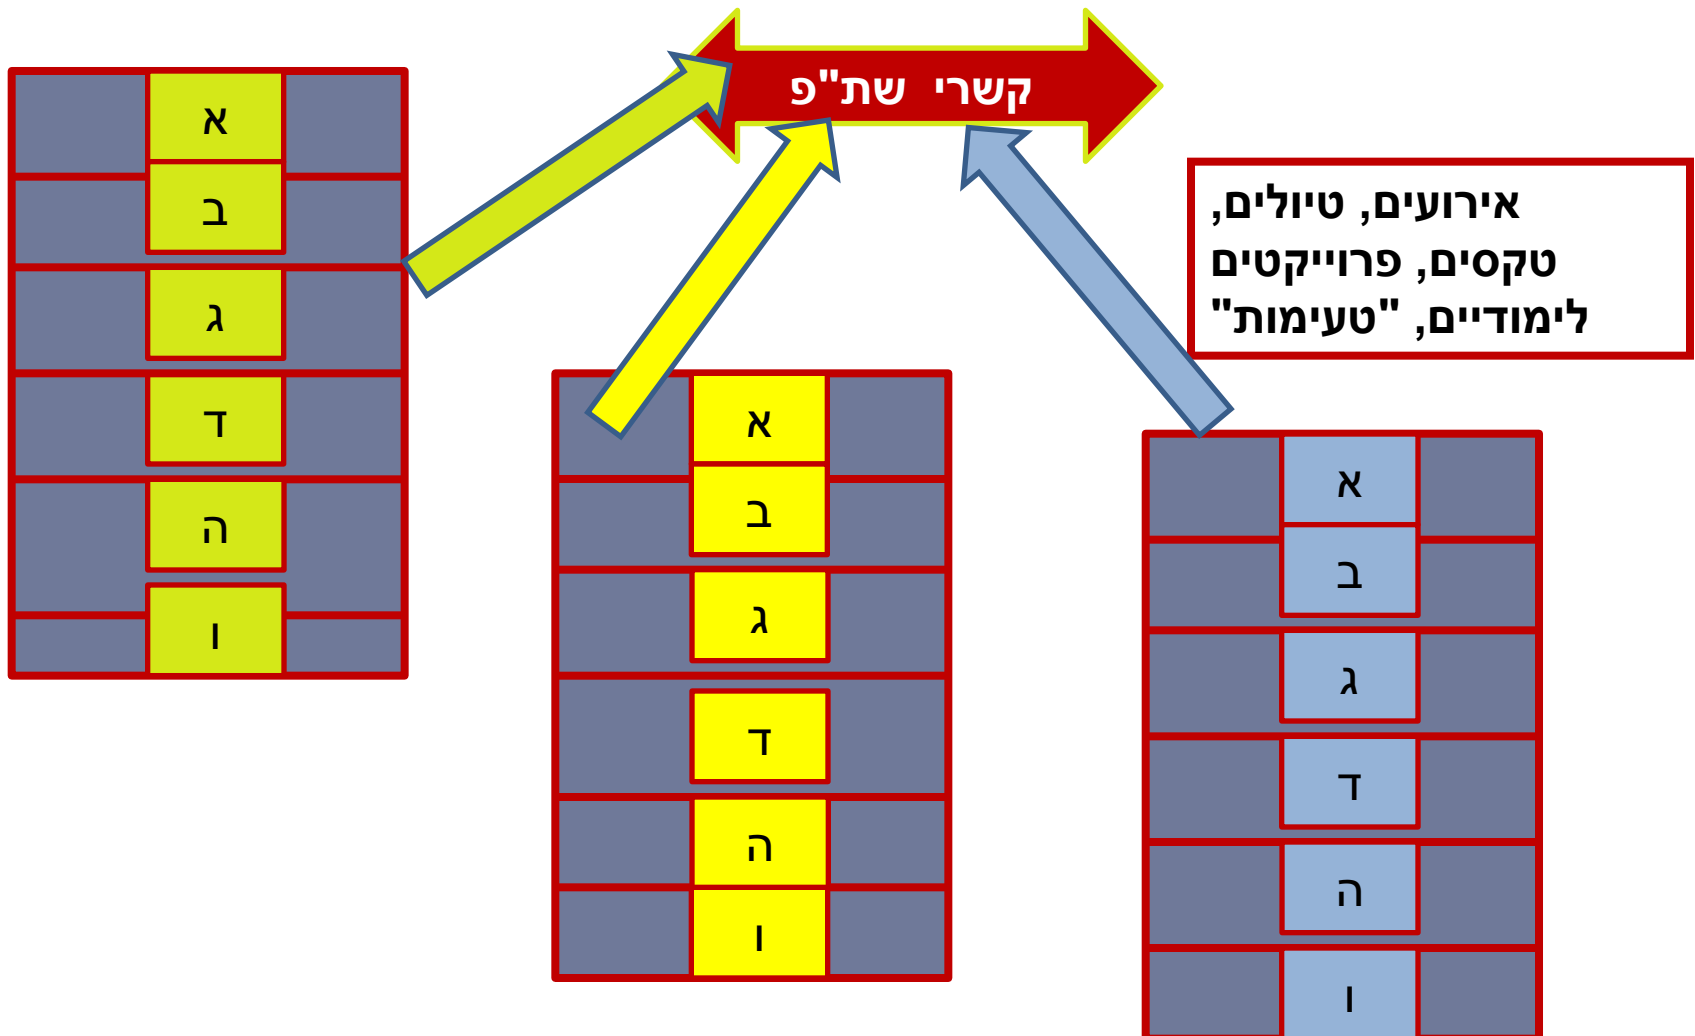 קשרי שת"פ
אירועים, טיולים,
טקסים, פרוייקטים
לימודיים, "טעימות"
א
ב
ג
ד
ה
ו
א
ב
ג
ד
ה
ו
א
ב
ג
ד
ה
ו